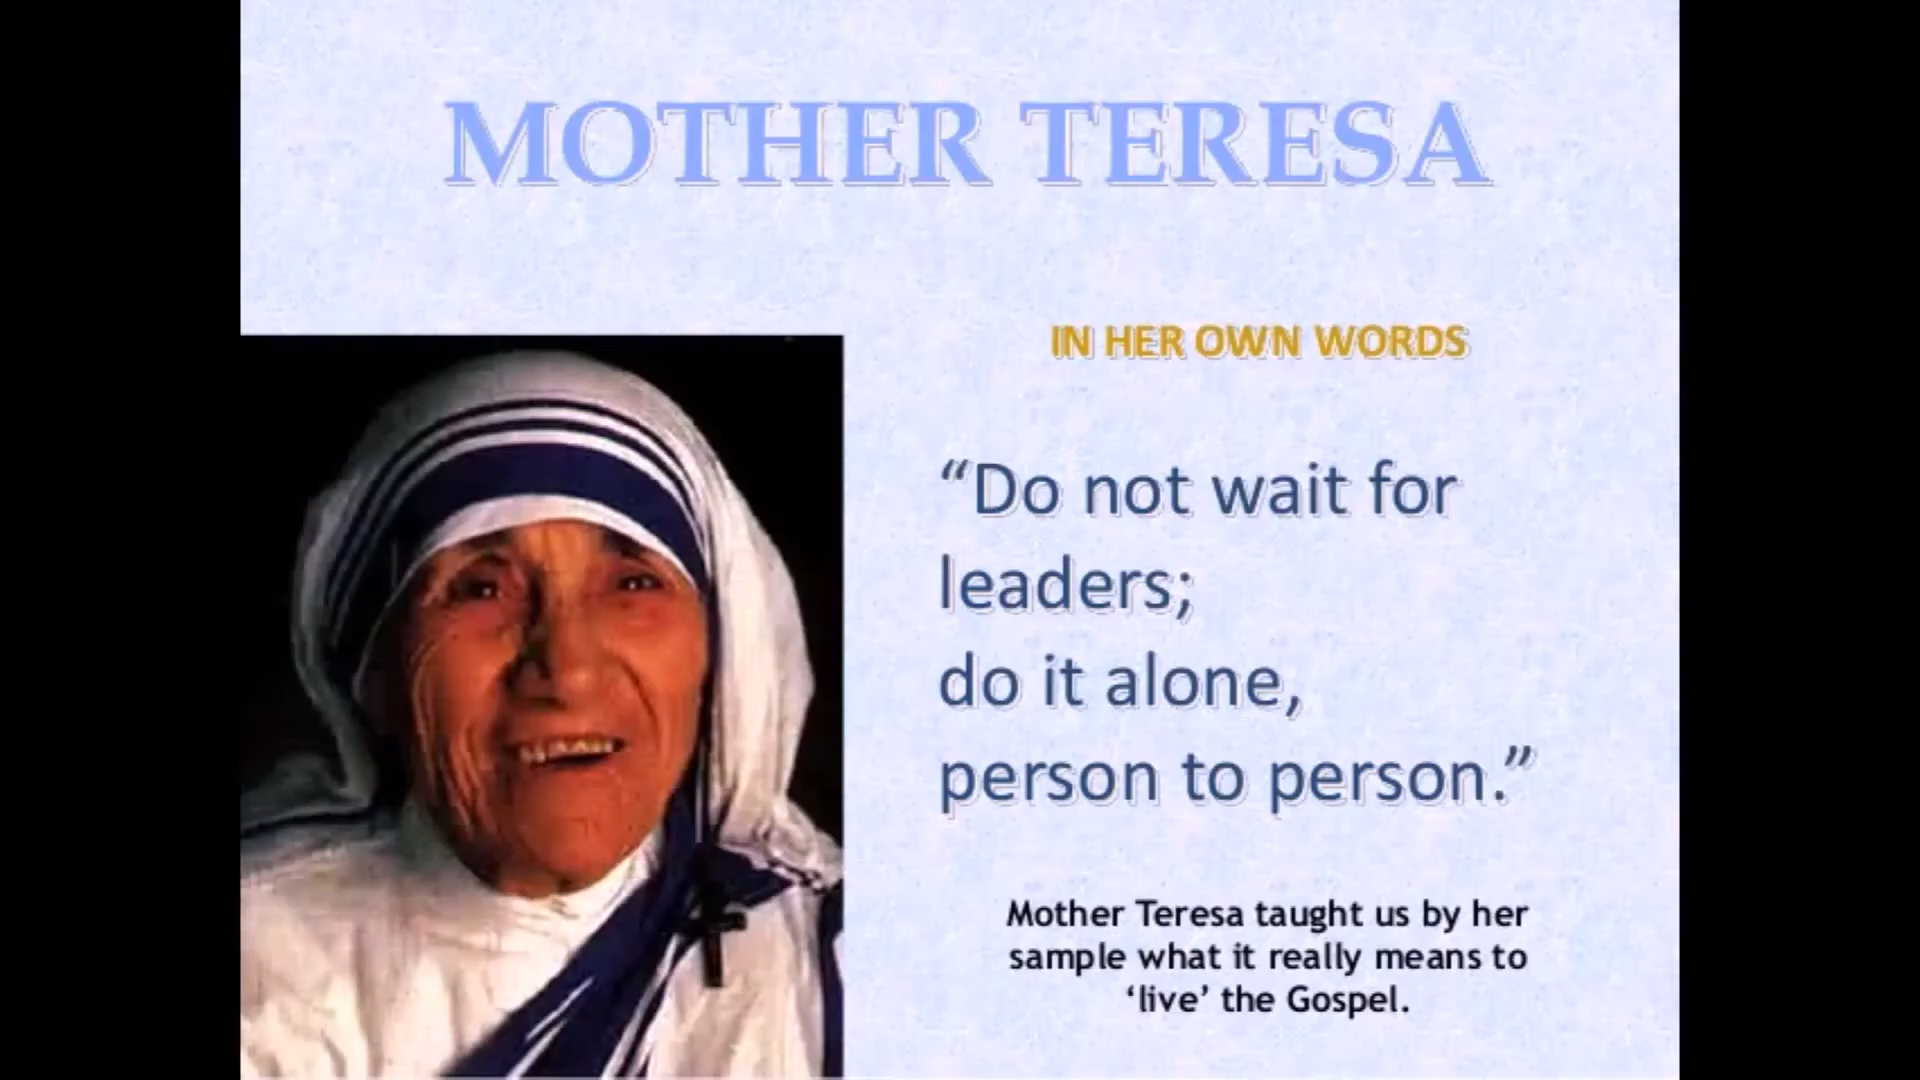 MOTHER TERESA
IN HER OWN WORDS
“Do not wait for
leaders;
do it alone,
person to person.”
Mother Teresa taught us by her
sample what it really means to
‘live’ the Gospel.